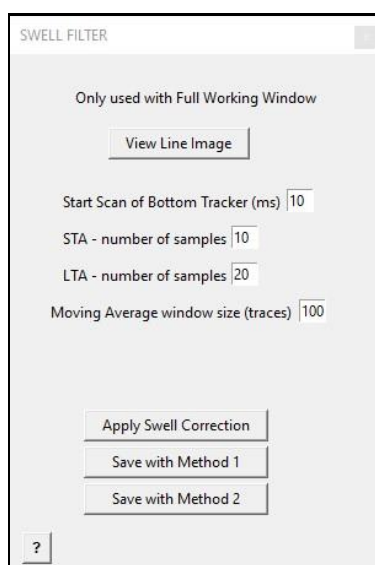 SWELL FILTER
Only used with Full Working Window
View Line Image
Start Scan of Bottom Tracker (ms) 10
STA - number of samples 10
LTA - number of samples 20
Moving Average window size (traces) 100
Apply Swell Correction
Save with Method 1
Save with Method 2
?